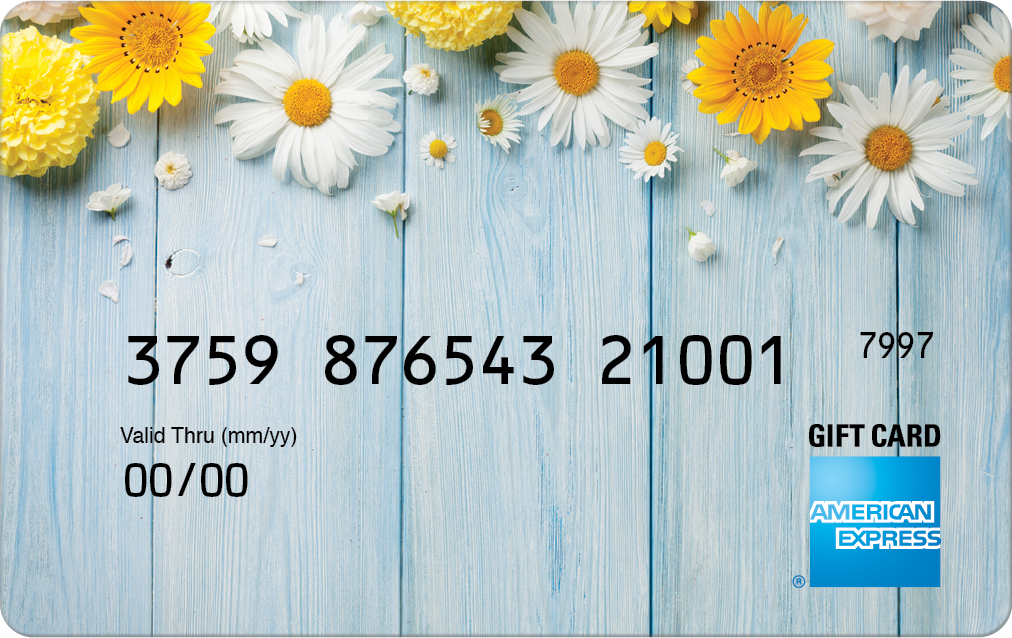 3759 876543 21001
7997
Valid Thru (mm/yy)
00/00
GIFT CARD
AMERICAN
EXPRESS
®